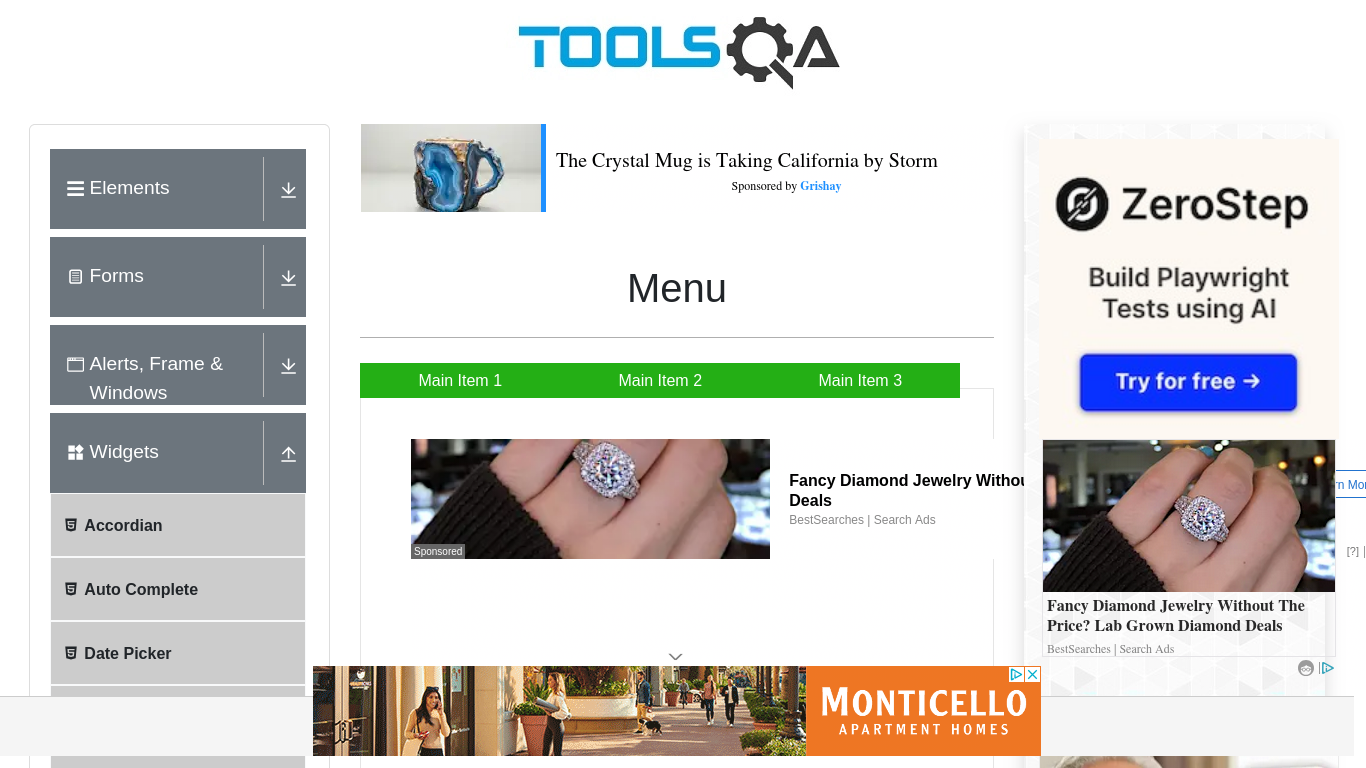 TOOLSQA
Elements
Forms
Alerts, Frame &
Windows
Widgets
Accordian
Auto Complete
Date Picker
The Crystal Mug is Taking California by Storm
Sponsored by Grishay
Menu
Main Item 1
Main Item 2
Main Item 3
Sponsored
Fancy Diamond Jewelry Withou
Deals
BestSearches | Search Ads
ZeroStep
Build Playwright
Tests using AI
Try for free →
rn Mor
[?] |
Fancy Diamond Jewelry Without The
Price? Lab Grown Diamond Deals
BestSearches | Search Ads
MONTICELLO
APARTMENT HOMES